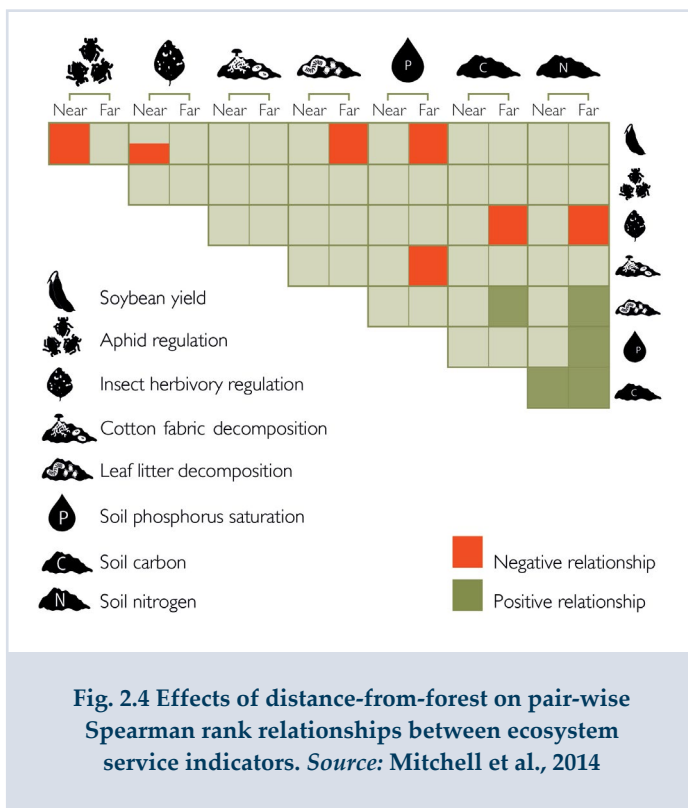 P C N
Near Far Near Far Near Far Near Far Near Far Near Far Near Far
Soybean yield
Aphid regulation
Insect herbivory regulation
Cotton fabric decomposition
Leaf litter decomposition
P
P Soil phosphorus saturation
C
C Soil carbon
N Soil nitrogen
Negative relationship
Positive relationship
Fig. 2.4 Effects of distance-from-forest on pair-wise
Spearman rank relationships between ecosystem
service indicators. Source: Mitchell et al., 2014